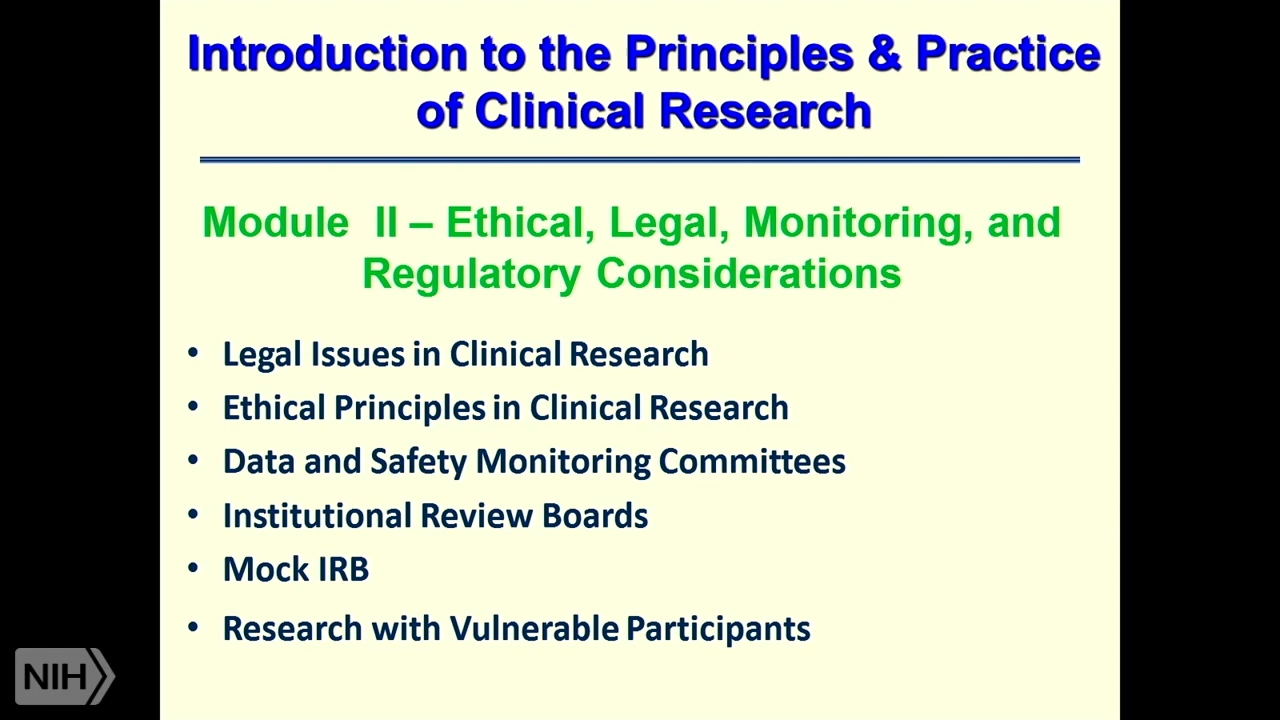 Introduction to the Principles & Practice
of Clinical Research
Module II – Ethical, Legal, Monitoring, and
Regulatory Considerations
• Legal Issues in Clinical Research
• Ethical Principles in Clinical Research
• Data and Safety Monitoring Committees
• Institutional Review Boards
• Mock IRB
• Research with Vulnerable Participants
NIH